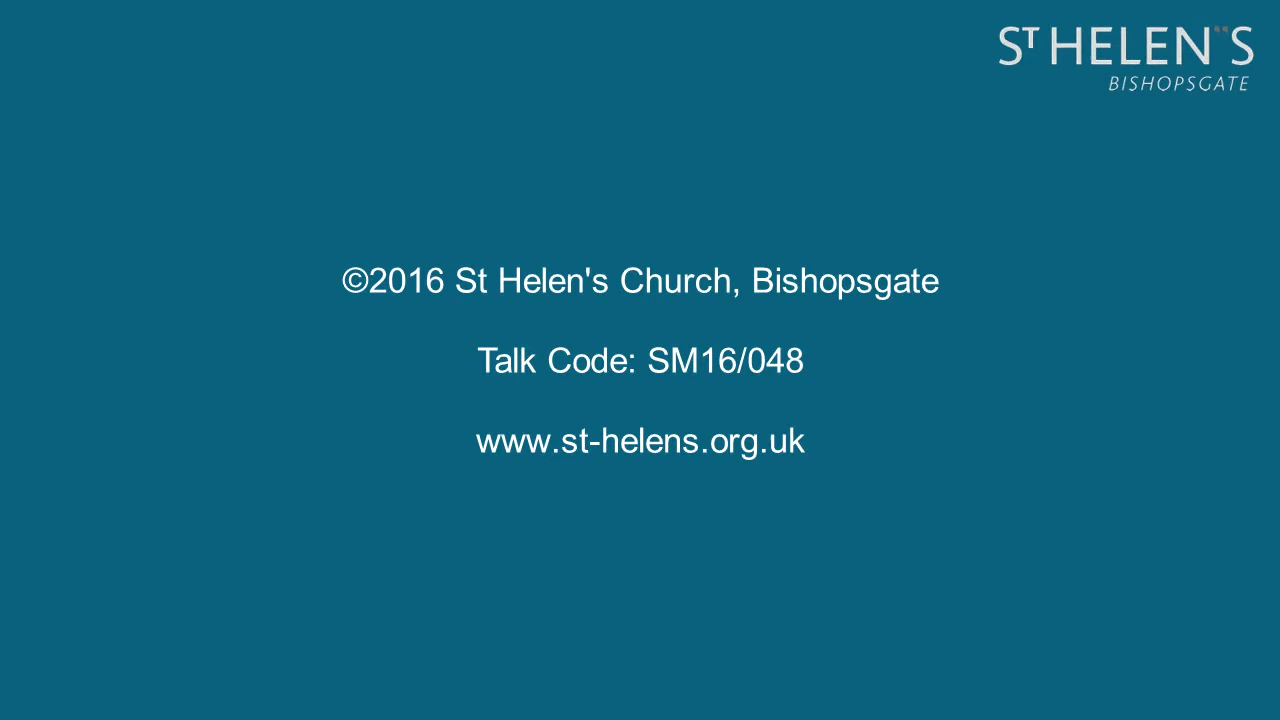 ST HELEN'S
BISHOPSGATE
©2016 St Helen's Church, Bishopsgate
Talk Code: SM16/048
www.st-helens.org.uk